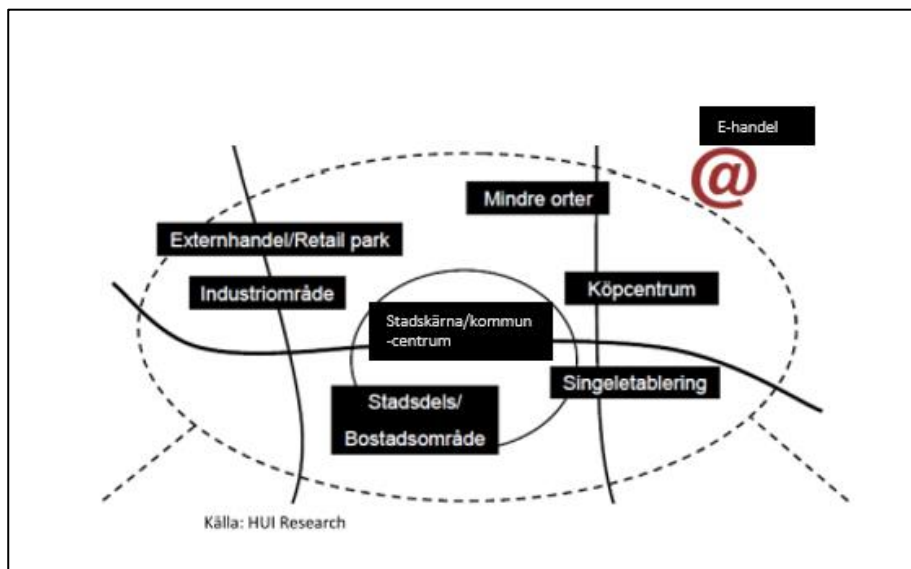 E-handel
@
Mindre orter
Externhandel/Retail park
Industriområde
Köpcentrum
Stadskärna/kommun
-centrum
Singeletablering
Stadsdels/
Bostadsområde
Källa: HUI Research